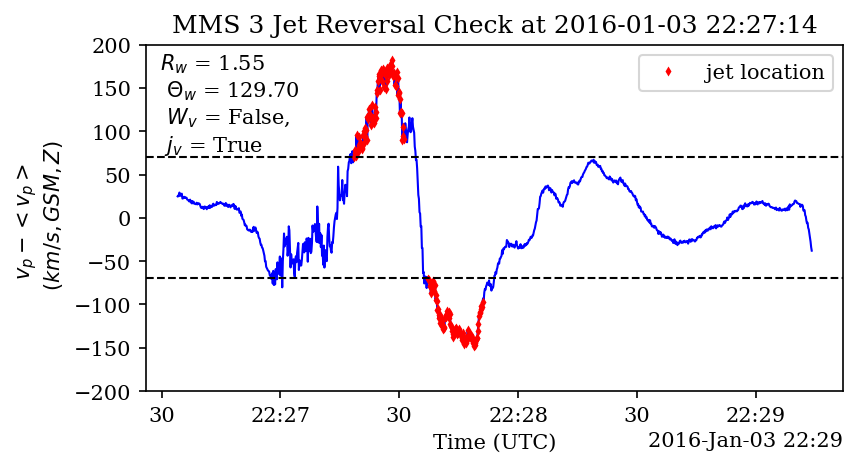 MMS 3 Jet Reversal Check at 2016-01-03 22:27:14
R_w = 1.55
Θ_w = 129.70
W_v = False,
j_v = True
jet location
200
150
100
50
0
−50
−100
−150
−200
v_p − < v_p >
(km/s, GSM, Z)
30
22:27
30
22:28
30
22:29
Time (UTC)
2016-Jan-03 22:29